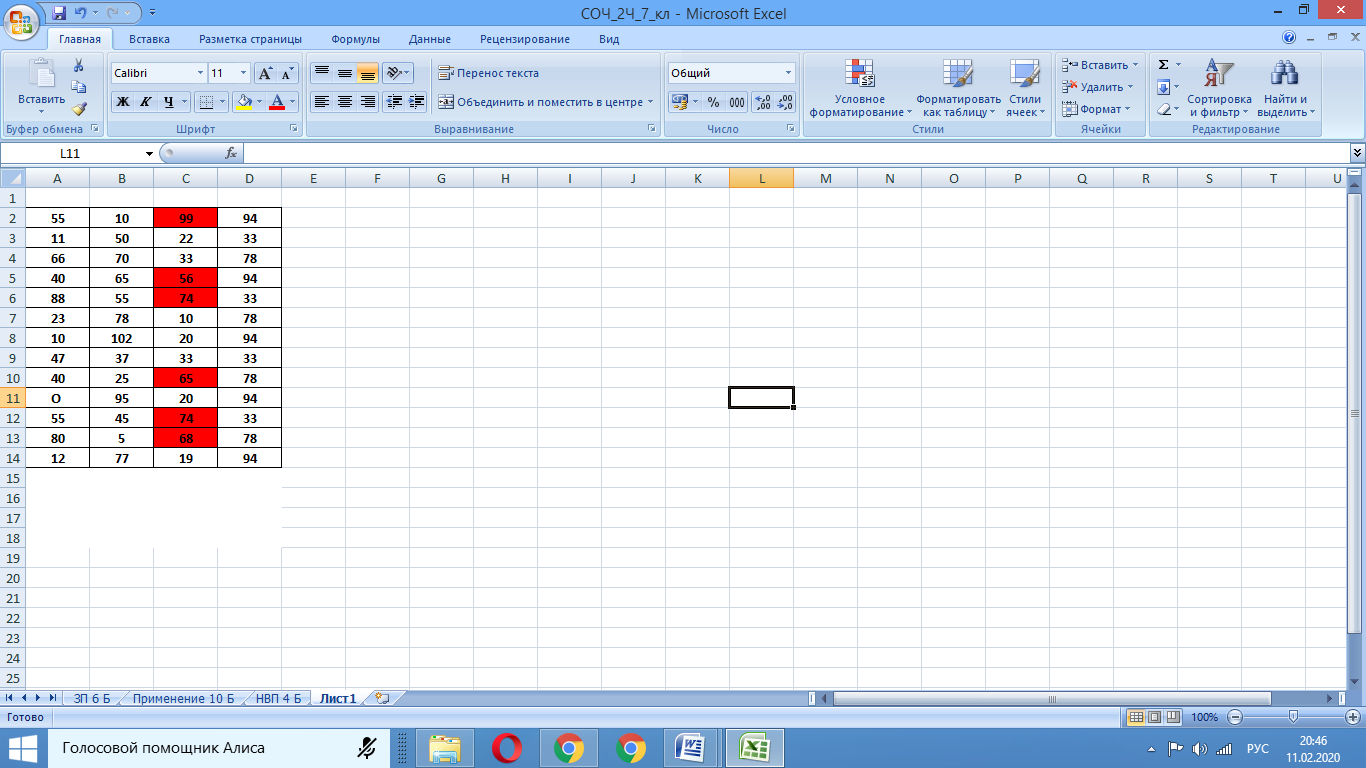 СОЧ_2Ч_7_кл - Microsoft Excel
Главная Вставка Разметка страницы Формулы Данные Рецензирование Вид
Calibri 11 Перенос текста Общий Вставить Σ
Вставить Условное форматирование Форматировать как таблицу Стили ячеек Удалить Сортировка и фильтр Найти и выделить
Ж К Ч А Объединить и поместить в центре % 000 Формат
Буфер обмена Шрифт Выравнивание Число Стили Ячейки Редактирование
L11 fx
A B C D E F G H I J K L M N O P Q R S T U
1
2 55 10 99 94
3 11 50 22 33
4 66 70 33 78
5 40 65 56 94
6 88 55 74 33
7 23 78 10 78
8 10 102 20 94
9 47 37 33 33
10 40 25 65 78
11 О 95 20 94
12 55 45 74 33
13 80 5 68 78
14 12 77 19 94
15
16
17
18
19
20
21
22
23
24
25
ЗП 6 Б Применение 10 Б НВП 4 Б Лист1
Готово 100%
Голосовой помощник Алиса РУС 20:46
11.02.2020